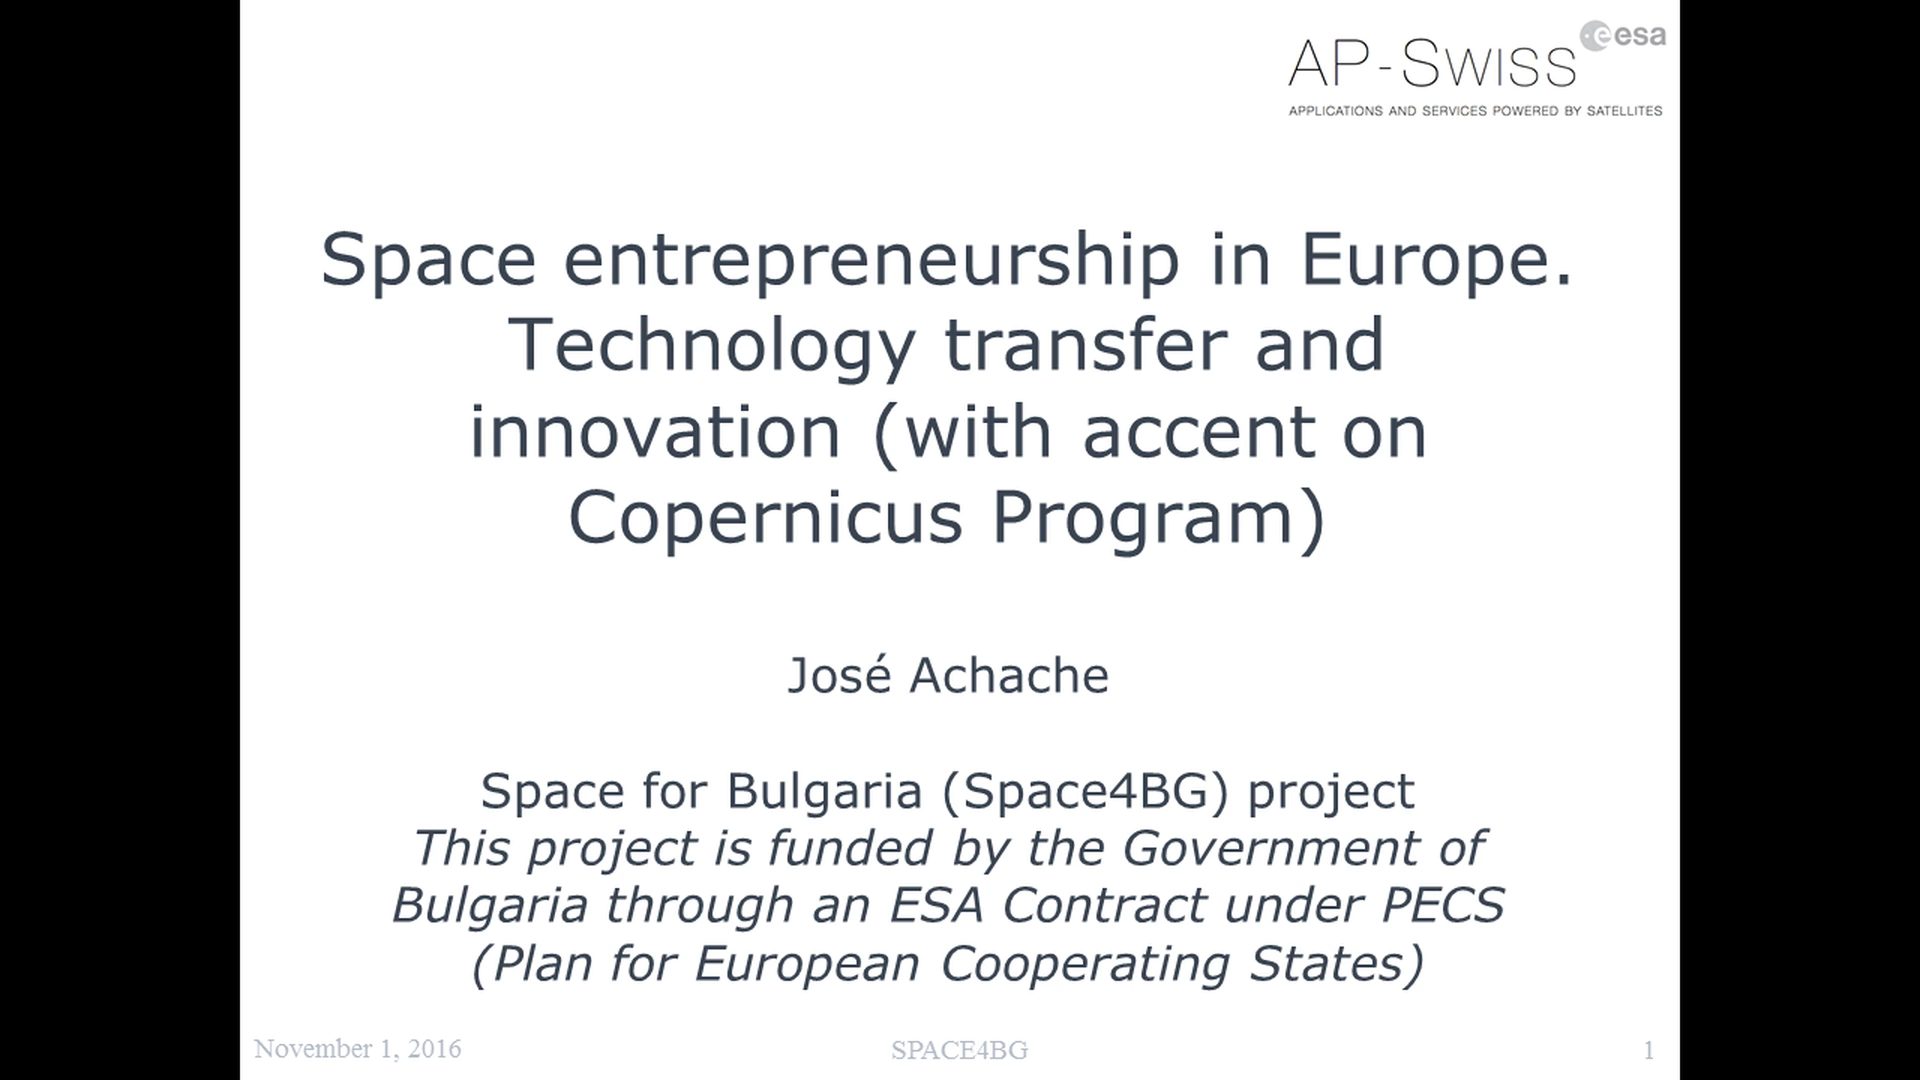 esa
AP-Swiss
APPLICATIONS AND SERVICES POWERED BY SATELLITES
Space entrepreneurship in Europe.
Technology transfer and
innovation (with accent on
Copernicus Program)
José Achache
Space for Bulgaria (Space4BG) project
This project is funded by the Government of
Bulgaria through an ESA Contract under PECS
(Plan for European Cooperating States)
November 1, 2016
SPACE4BG
1